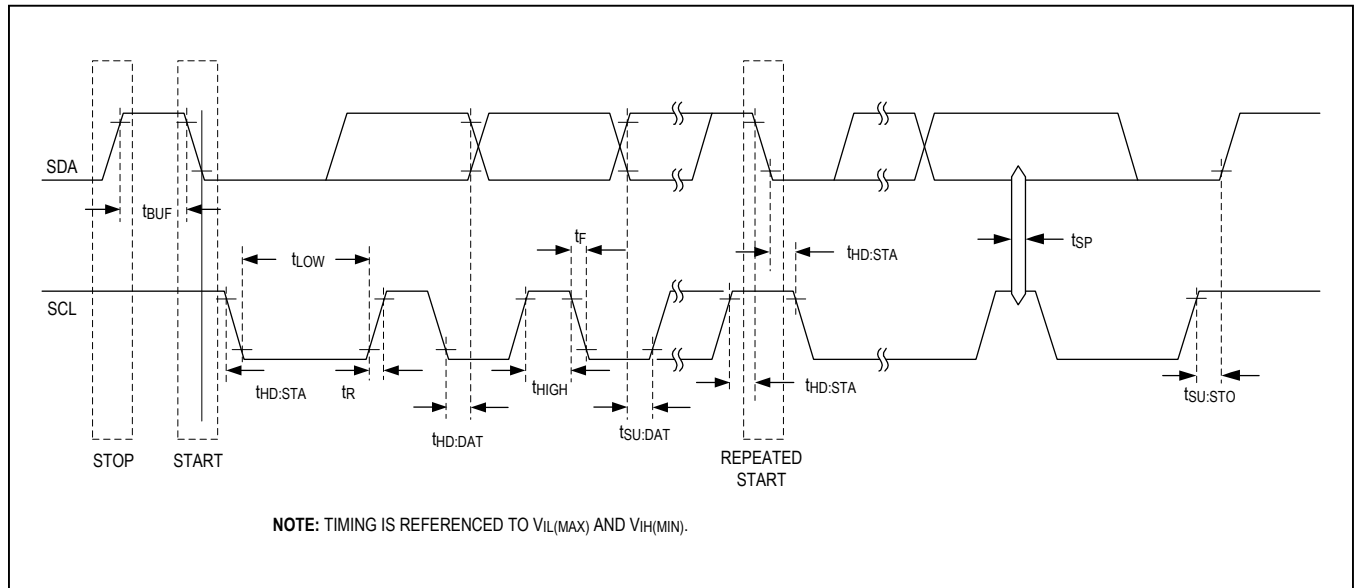 SDA
tBUF
tF
tLOW
tHD:STA
tSP
SCL
tHD:STA
tR
tHIGH
tHD:STA
tSU:STO
tHD:DAT
tSU:DAT
STOP
START
REPEATED
START
NOTE: TIMING IS REFERENCED TO VIL(MAX) AND VIH(MIN).